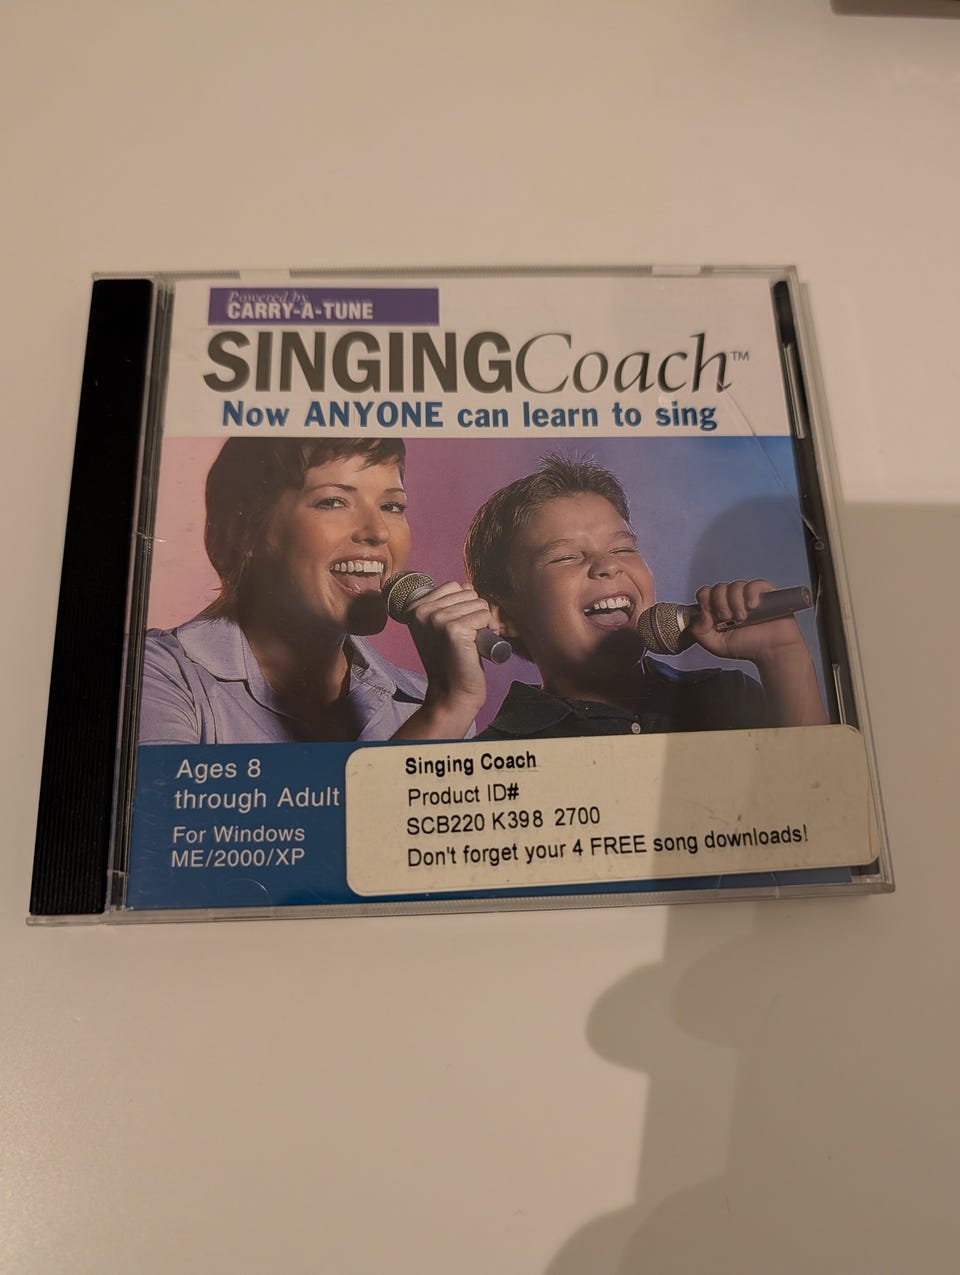 Powered by
CARRY-A-TUNE
SINGINGCoach™
Now ANYONE can learn to sing
Ages 8
through Adult
For Windows
ME/2000/XP
Singing Coach
Product ID#
SCB220 K398 2700
Don't forget your 4 FREE song downloads!